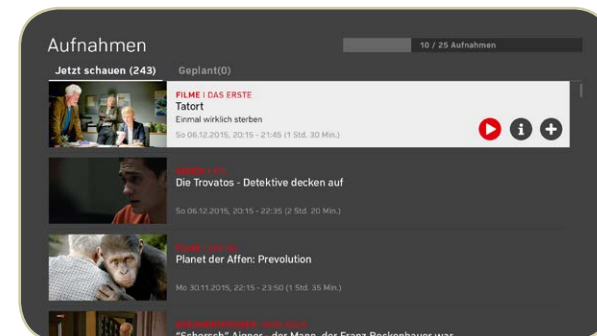 Aufnahmen
10 / 25 Aufnahmen
Jetzt schauen (243) Geplant(0)
FILME | DAS ERSTE
Tatort
Einmal wirklich sterben
So 06.12.2015, 20:15 - 21:45 (1 Std. 30 Min.)
Die Trovatos - Detektive decken auf
So 06.12.2015, 20:15 - 22:35 (2 Std. 20 Min.)
Planet der Affen: Prevolution
Mo 30.11.2015, 22:15 - 23:50 (1 Std. 35 Min.)
"Schorsch" Aigner - der Mann, der Franz Beckenbauer war